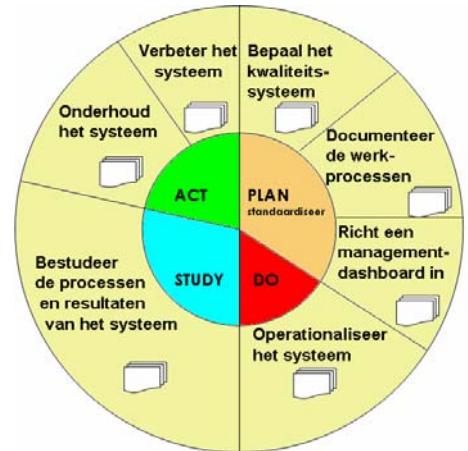 Verbeter het
systeem
Bepaal het
kwaliteits-
systeem
Onderhoud
het systeem
Documenteer
de werk-
processen
ACT
PLAN
standaardiseer
Richt een
management-
dashboard in
Bestudeer
de processen
en resultaten
van het systeem
STUDY
DO
Operationaliseer
het systeem